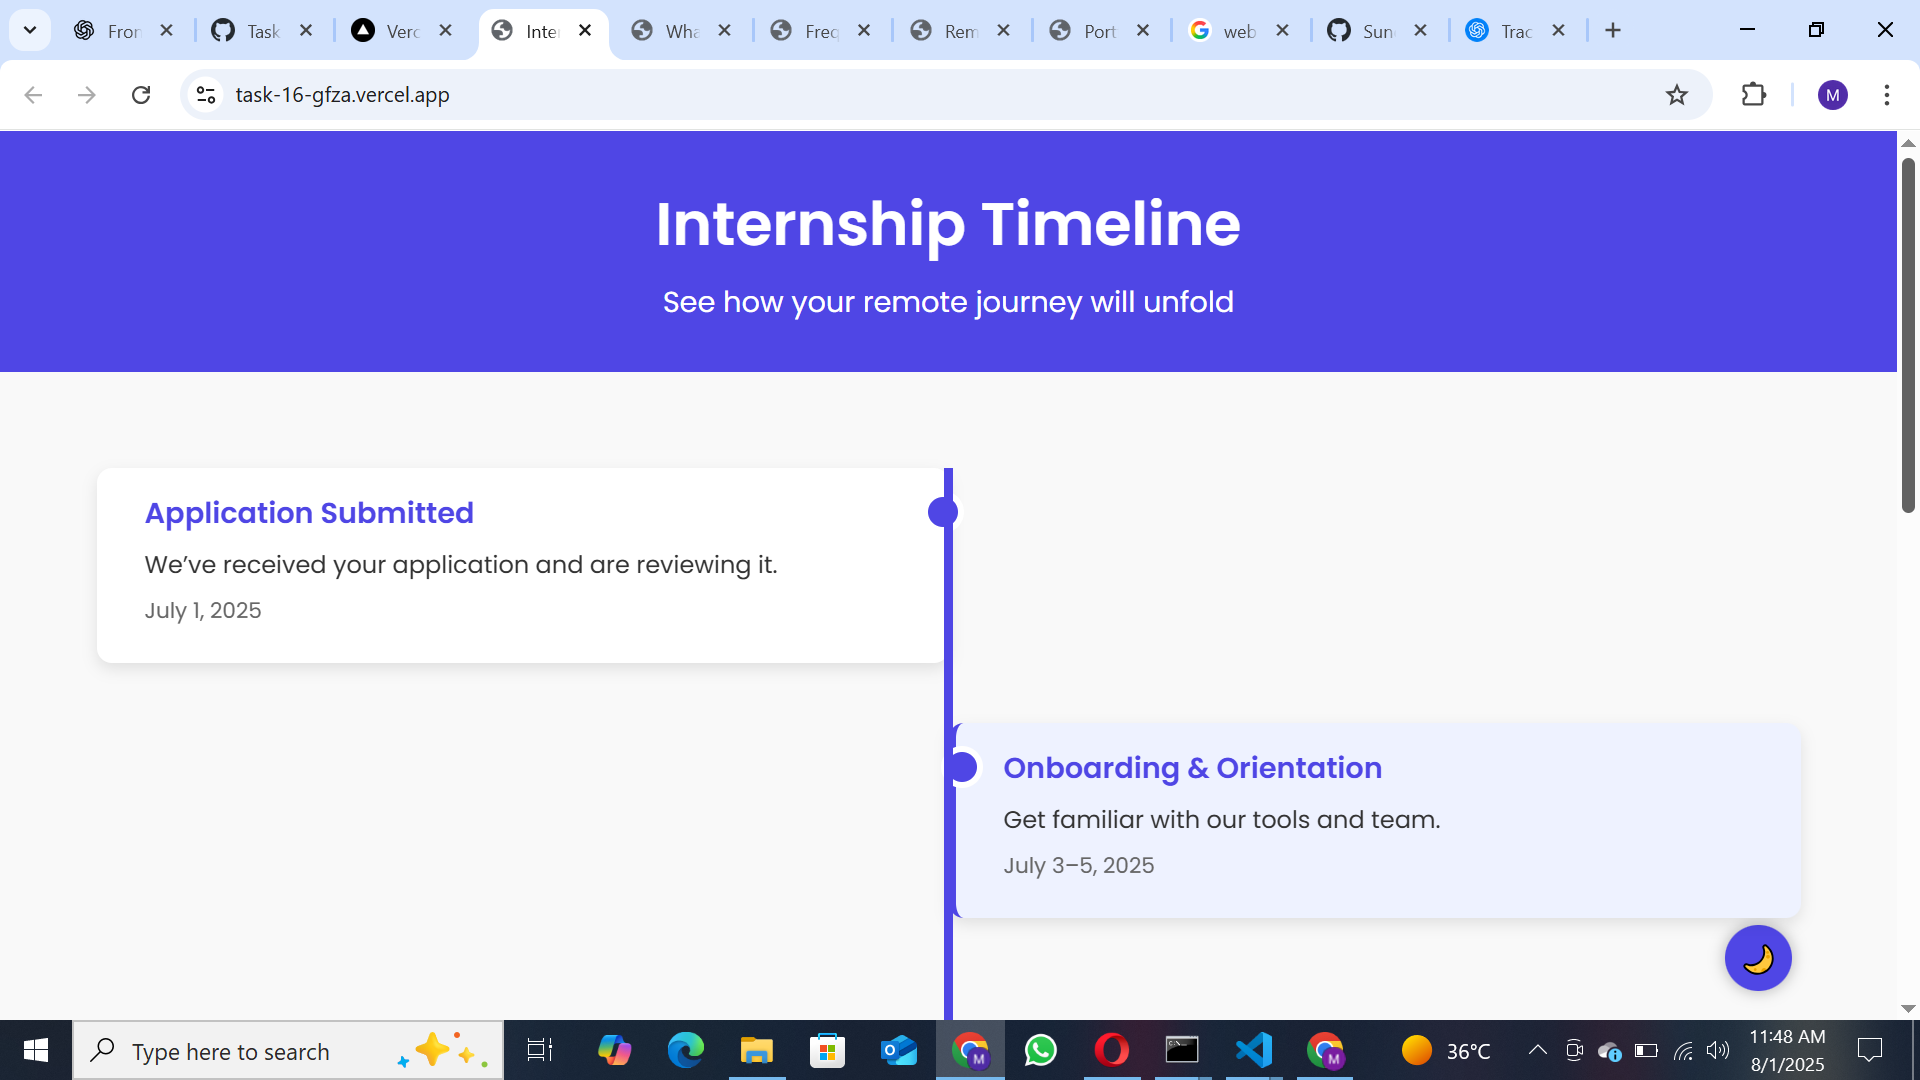 Fron
Task
Verc
Inte
Wha
Freq
Rem
Port
web
Sun
Trac
task-16-gfza.vercel.app
M
Internship Timeline
See how your remote journey will unfold
Application Submitted
We’ve received your application and are reviewing it.
July 1, 2025
Onboarding & Orientation
Get familiar with our tools and team.
July 3–5, 2025
Type here to search
M
M
36°C
11:48 AM
8/1/2025